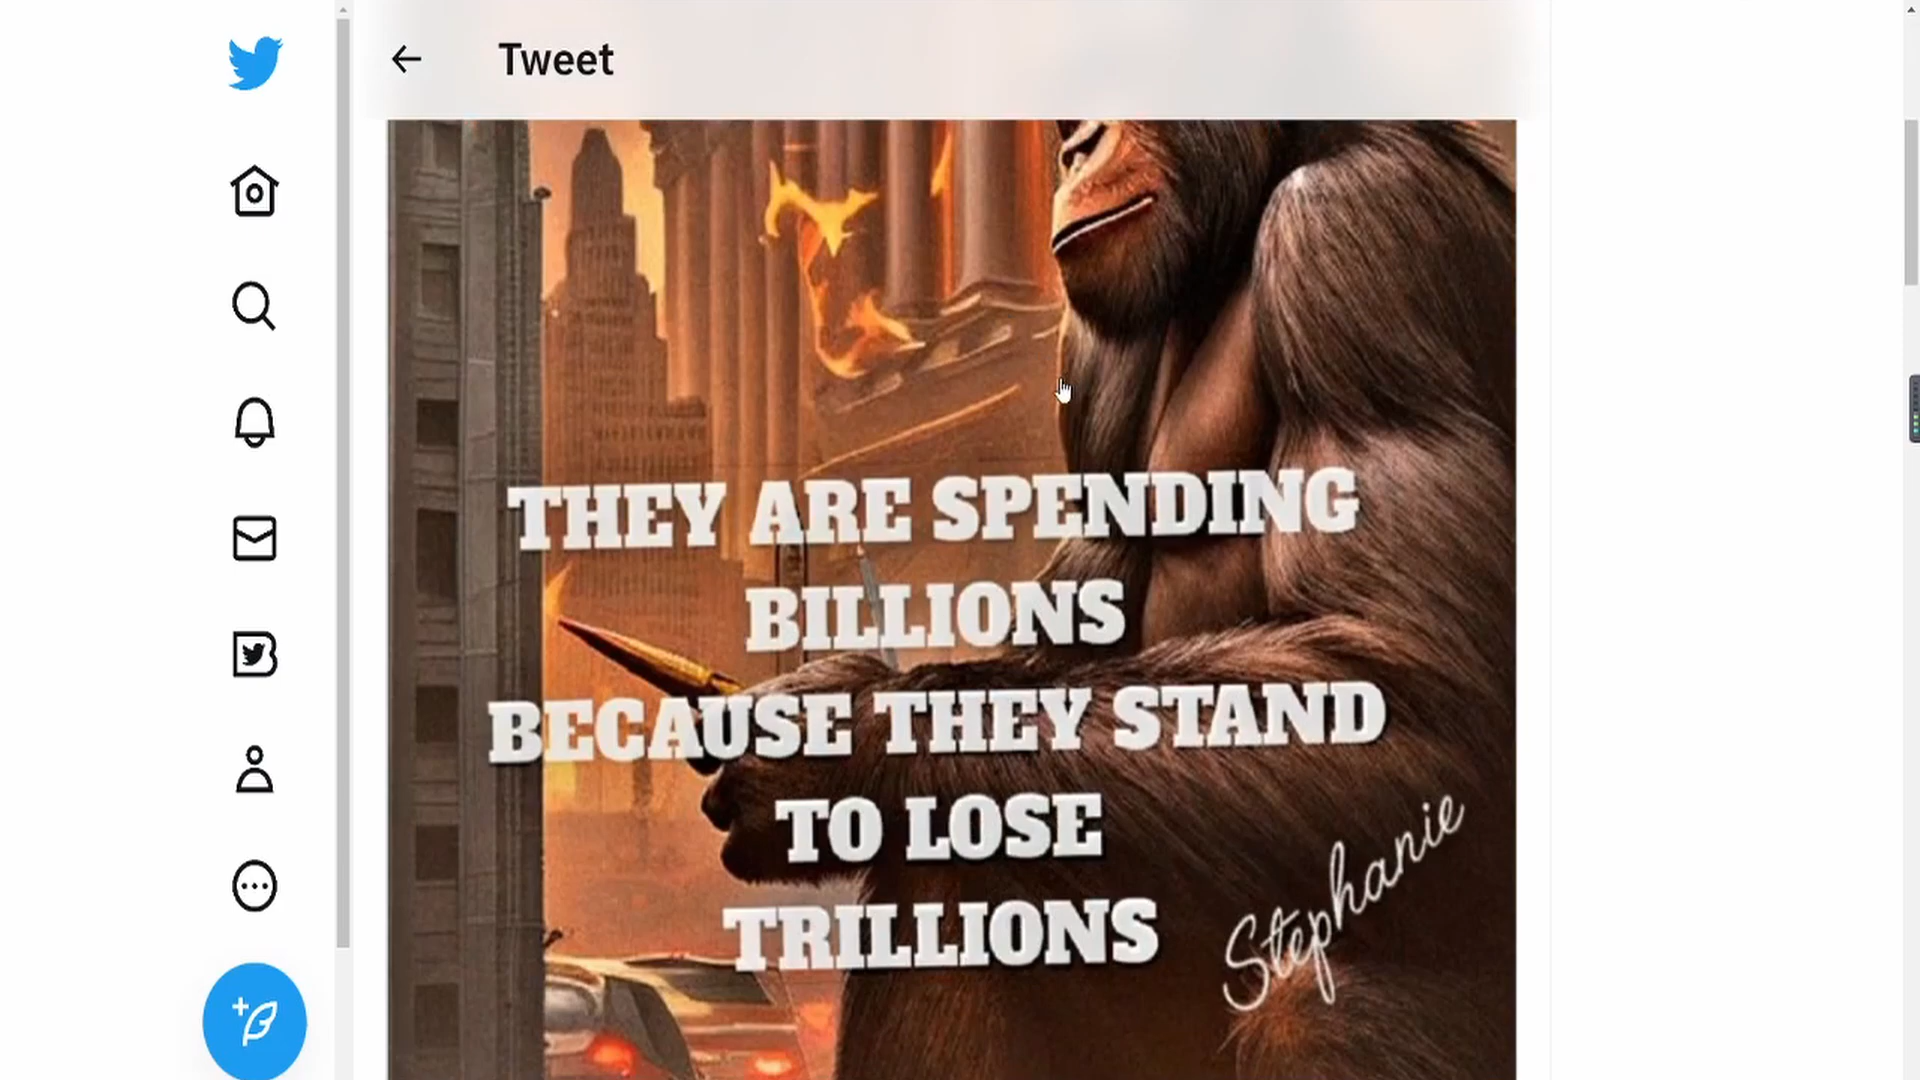 Tweet
THEY ARE SPENDING
BILLIONS
BECAUSE THEY STAND
TO LOSE
TRILLIONS
Stephanie